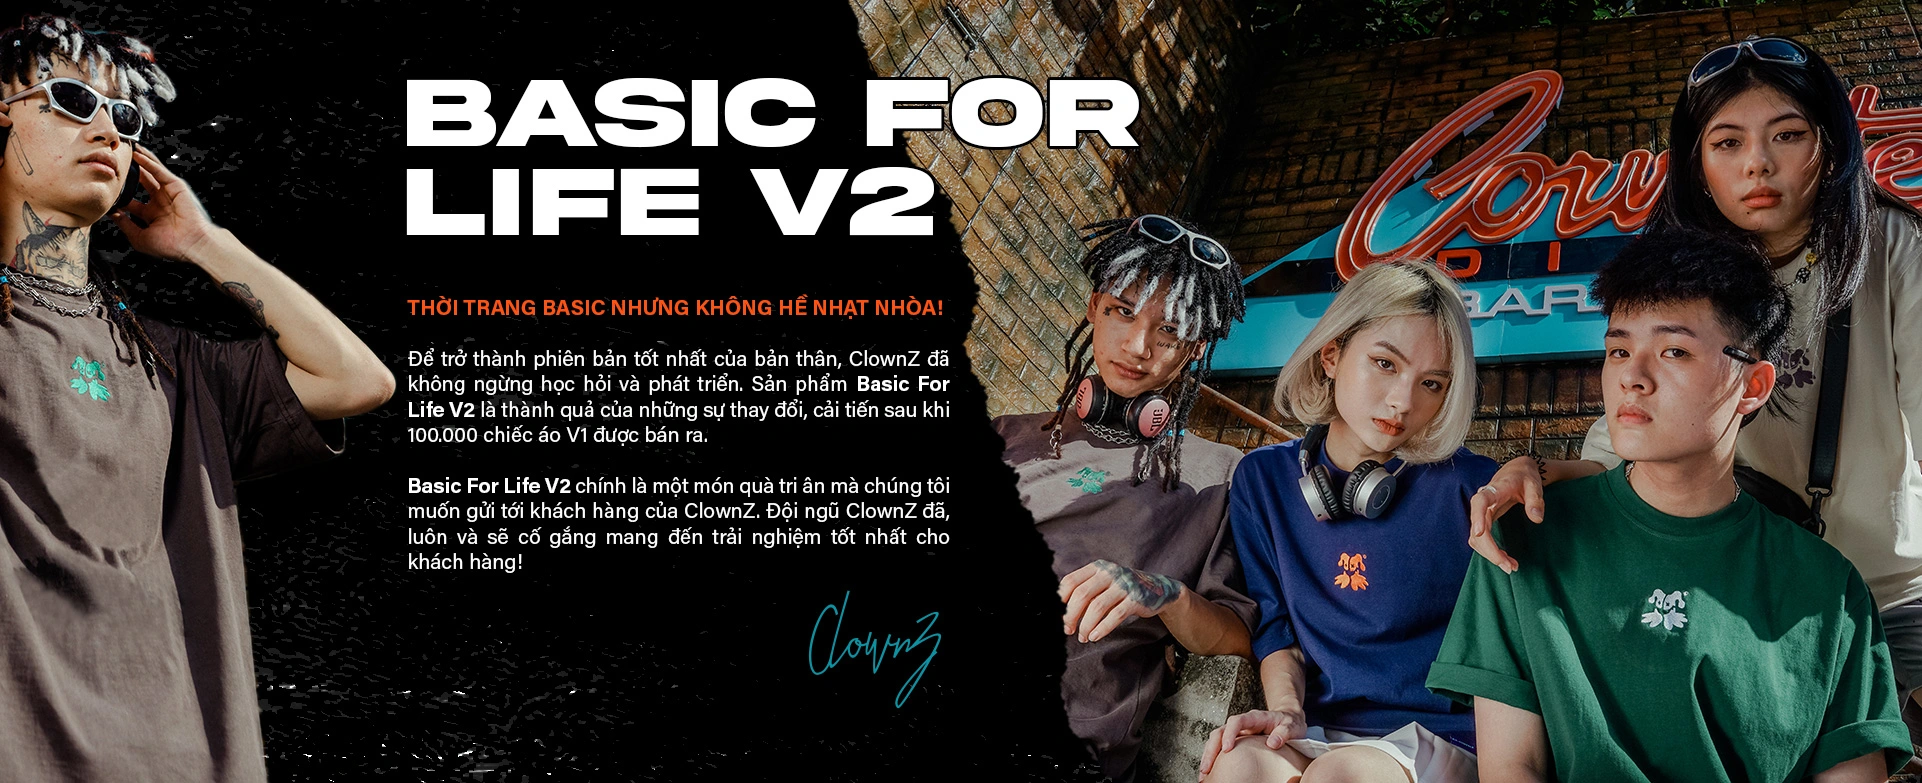 BASIC FOR
LIFE V2
THỜI TRANG BASIC NHƯNG KHÔNG HỀ NHẠT NHÒA!
Để trở thành phiên bản tốt nhất của bản thân, ClownZ đã
không ngừng học hỏi và phát triển. Sản phẩm Basic For
Life V2 là thành quả của những sự thay đổi, cải tiến sau khi
100.000 chiếc áo V1 được bán ra.
Basic For Life V2 chính là một món quà tri ân mà chúng tôi
muốn gửi tới khách hàng của ClownZ. Đội ngũ ClownZ đã,
luôn và sẽ cố gắng mang đến trải nghiệm tốt nhất cho
khách hàng!
ClownZ
JBL